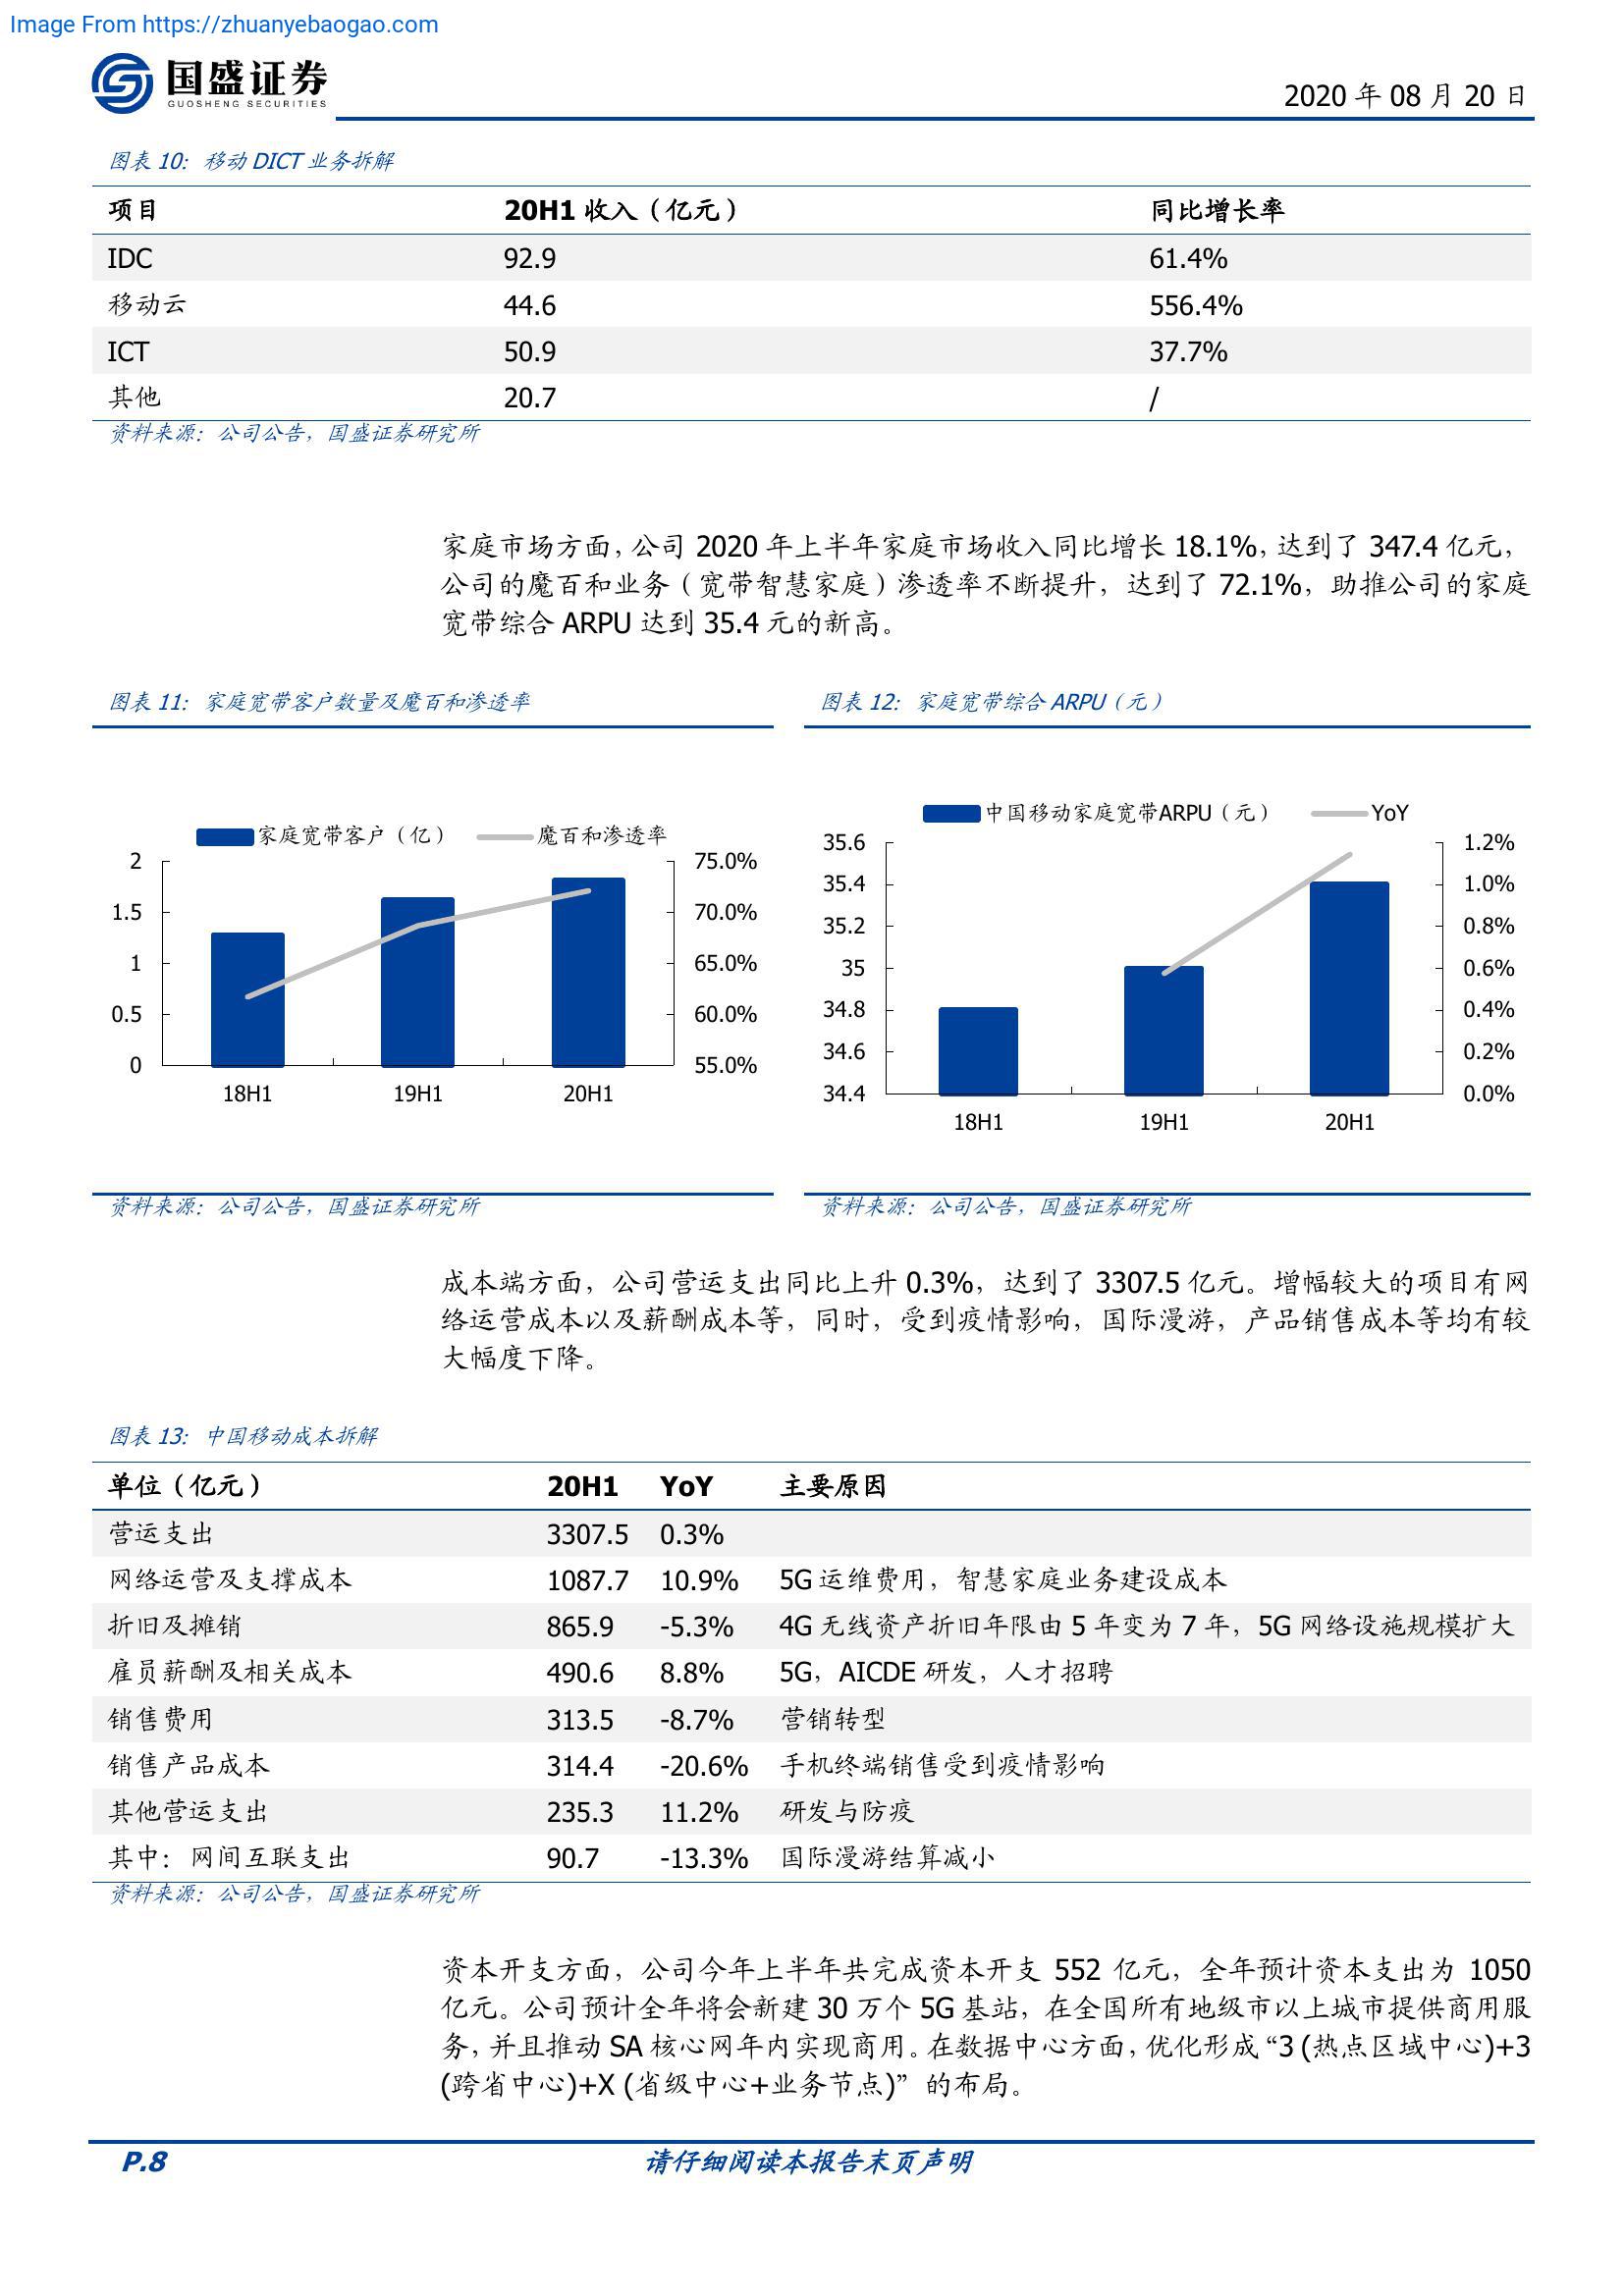 Image From https://zhuanyebaogao.com
国盛证券
GUOSHENG SECURITIES
2020 年 08 月 20 日
图表 10：移动 DICT 业务拆解
项目 20H1 收入（亿元） 同比增长率
IDC 92.9 61.4%
移动云 44.6 556.4%
ICT 50.9 37.7%
其他 20.7 /
资料来源：公司公告，国盛证券研究所
家庭市场方面，公司 2020 年上半年家庭市场收入同比增长 18.1%，达到了 347.4 亿元，
公司的魔百和业务（宽带智慧家庭）渗透率不断提升，达到了 72.1%，助推公司的家庭
宽带综合 ARPU 达到 35.4 元的新高。
图表 11：家庭宽带客户数量及魔百和渗透率
家庭宽带客户（亿） 魔百和渗透率
2 75.0%
1.5 70.0%
1 65.0%
0.5 60.0%
0 55.0%
18H1 19H1 20H1
资料来源：公司公告，国盛证券研究所
图表 12：家庭宽带综合 ARPU（元）
中国移动家庭宽带ARPU（元） YoY
35.6 1.2%
35.4 1.0%
35.2 0.8%
35 0.6%
34.8 0.4%
34.6 0.2%
34.4 0.0%
18H1 19H1 20H1
资料来源：公司公告，国盛证券研究所
成本端方面，公司营运支出同比上升 0.3%，达到了 3307.5 亿元。增幅较大的项目有网
络运营成本以及薪酬成本等，同时，受到疫情影响，国际漫游，产品销售成本等均有较
大幅度下降。
图表 13：中国移动成本拆解
单位（亿元） 20H1 YoY 主要原因
营运支出 3307.5 0.3%
网络运营及支撑成本 1087.7 10.9% 5G 运维费用，智慧家庭业务建设成本
折旧及摊销 865.9 -5.3% 4G 无线资产折旧年限由 5 年变为 7 年，5G 网络设施规模扩大
雇员薪酬及相关成本 490.6 8.8% 5G，AICDE 研发，人才招聘
销售费用 313.5 -8.7% 营销转型
销售产品成本 314.4 -20.6% 手机终端销售受到疫情影响
其他营运支出 235.3 11.2% 研发与防疫
其中：网间互联支出 90.7 -13.3% 国际漫游结算减小
资料来源：公司公告，国盛证券研究所
资本开支方面，公司今年上半年共完成资本开支 552 亿元，全年预计资本支出为 1050
亿元。公司预计全年将会新建 30 万个 5G 基站，在全国所有地级市以上城市提供商用服
务，并且推动 SA 核心网年内实现商用。在数据中心方面，优化形成“3 (热点区域中心)+3
(跨省中心)+X (省级中心+业务节点)” 的布局。
P.8 请仔细阅读本报告末页声明